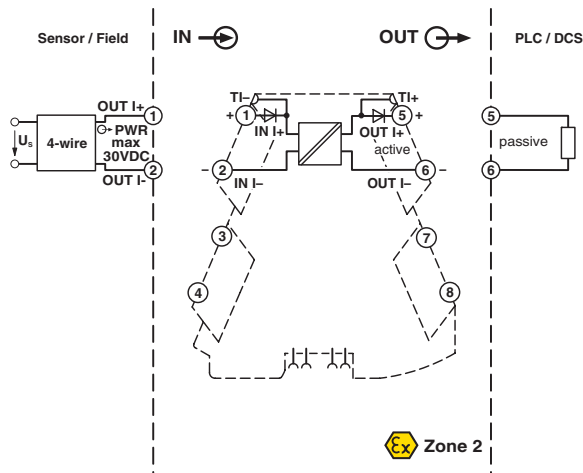 Sensor / Field
IN
OUT
PLC / DCS
OUT I+
1
PWR
max
30VDC
4-wire
Us
OUT I-
2
TI–
+
1
IN I+
–
2
IN I–
TI+
5
+
OUT I+
active
6
–
OUT I–
3
4
7
8
5
passive
6
Ex
Zone 2